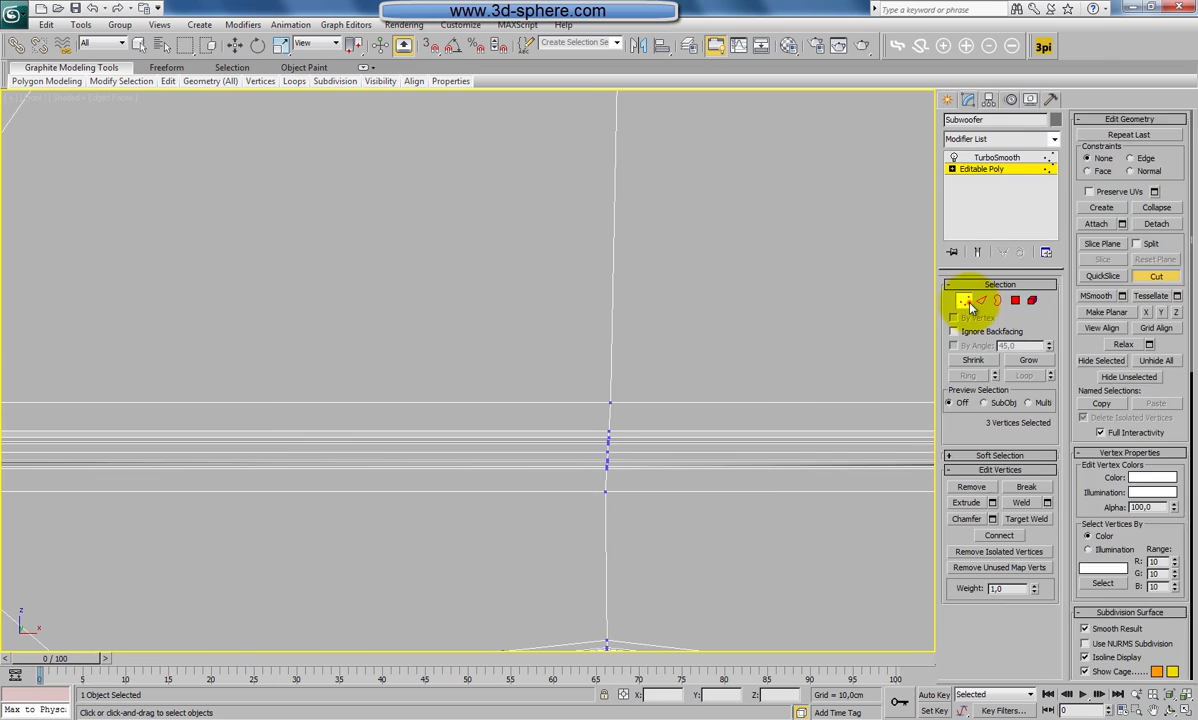 www.3d-sphere.com
Type a keyword or phrase
Edit Tools Group Views Create Modifiers Animation Graph Editors Rendering Customize MAXScript Help
All View Create Selection Se 3pi
Graphite Modeling Tools Freeform Selection Object Paint
Polygon Modeling Modify Selection Edit Geometry (All) Vertices Loops Subdivision Visibility Align Properties
Subwoofer
Modifier List
TurboSmooth
Editable Poly
Selection
By Vertex
Ignore Backfacing
By Angle: 45,0
Shrink Grow
Ring Loop
Preview Selection
Off SubObj Multi
3 Vertices Selected
Soft Selection
Edit Vertices
Remove Break
Extrude Weld
Chamfer Target Weld
Connect
Remove Isolated Vertices
Remove Unused Map Verts
Weight: 1,0
Edit Geometry
Repeat Last
Constraints
None Edge
Face Normal
Preserve UVs
Create Collapse
Attach Detach
Slice Plane Split
Slice Reset Plane
QuickSlice Cut
MSmooth Tessellate
Make Planar X Y Z
View Align Grid Align
Relax
Hide Selected Unhide All
Hide Unselected
Named Selections:
Copy Paste
Delete Isolated Vertices
Full Interactivity
Vertex Properties
Edit Vertex Colors
Color:
Illumination:
Alpha: 100,0
Select Vertices By
Color
Illumination Range:
R: 10
Select G: 10
B: 10
Subdivision Surface
Smooth Result
Use NURMS Subdivision
Isoline Display
Show Cage......
z
x
0 / 100
0 5 10 15 20 25 30 35 40 45 50 55 60 65 70 75 80 85 90 95 100
1 Object Selected X: Y: Z: Grid = 10,0cm Auto Key Selected
Max to Physc Click or click-and-drag to select objects Add Time Tag Set Key Key Filters... 0